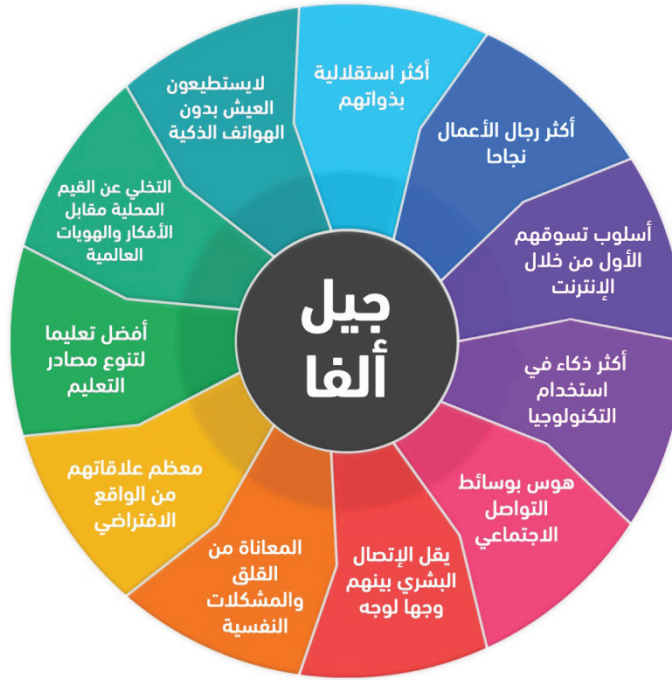 جيل
ألفا
أكثر استقلالية
بذواتهم
أكثر رجال الأعمال
نجاحا
أسلوب تسوقهم
الأول من خلال
الإنترنت
أكثر ذكاء في
استخدام
التكنولوجيا
هوس بوسائط
التواصل
الاجتماعي
يقل الإتصال
البشري بينهم
وجها لوجه
المعاناة من
القلق
والمشكلات
النفسية
معظم علاقاتهم
من الواقع
الافتراضي
أفضل تعليما
لتنوع مصادر
التعليم
التخلي عن القيم
المحلية مقابل
الأفكار والهويات
العالمية
لايستطيعون
العيش بدون
الهواتف الذكية